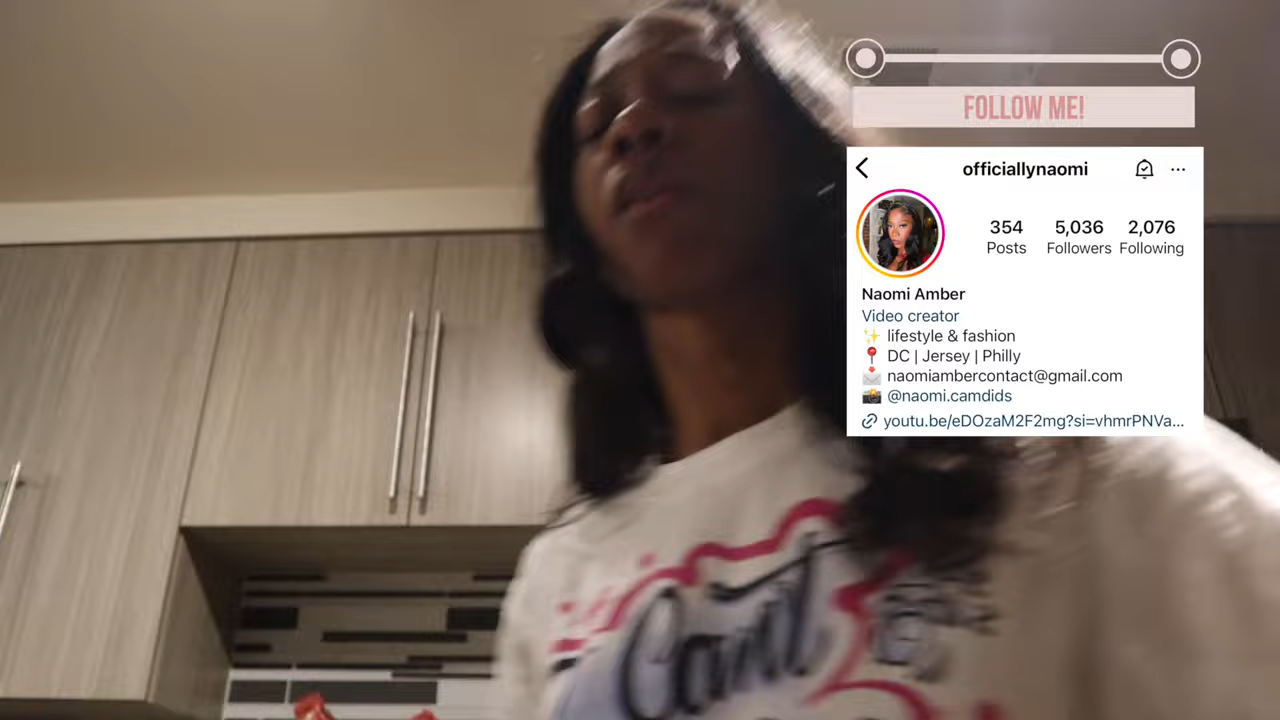 FOLLOW ME!
officiallynaomi
354 5,036 2,076
Posts Followers Following
Naomi Amber
Video creator
lifestyle & fashion
DC | Jersey | Philly
naomiambercontact@gmail.com
@naomi.camdids
youtu.be/eDOzaM2F2mg?si=vhmrPNVa...